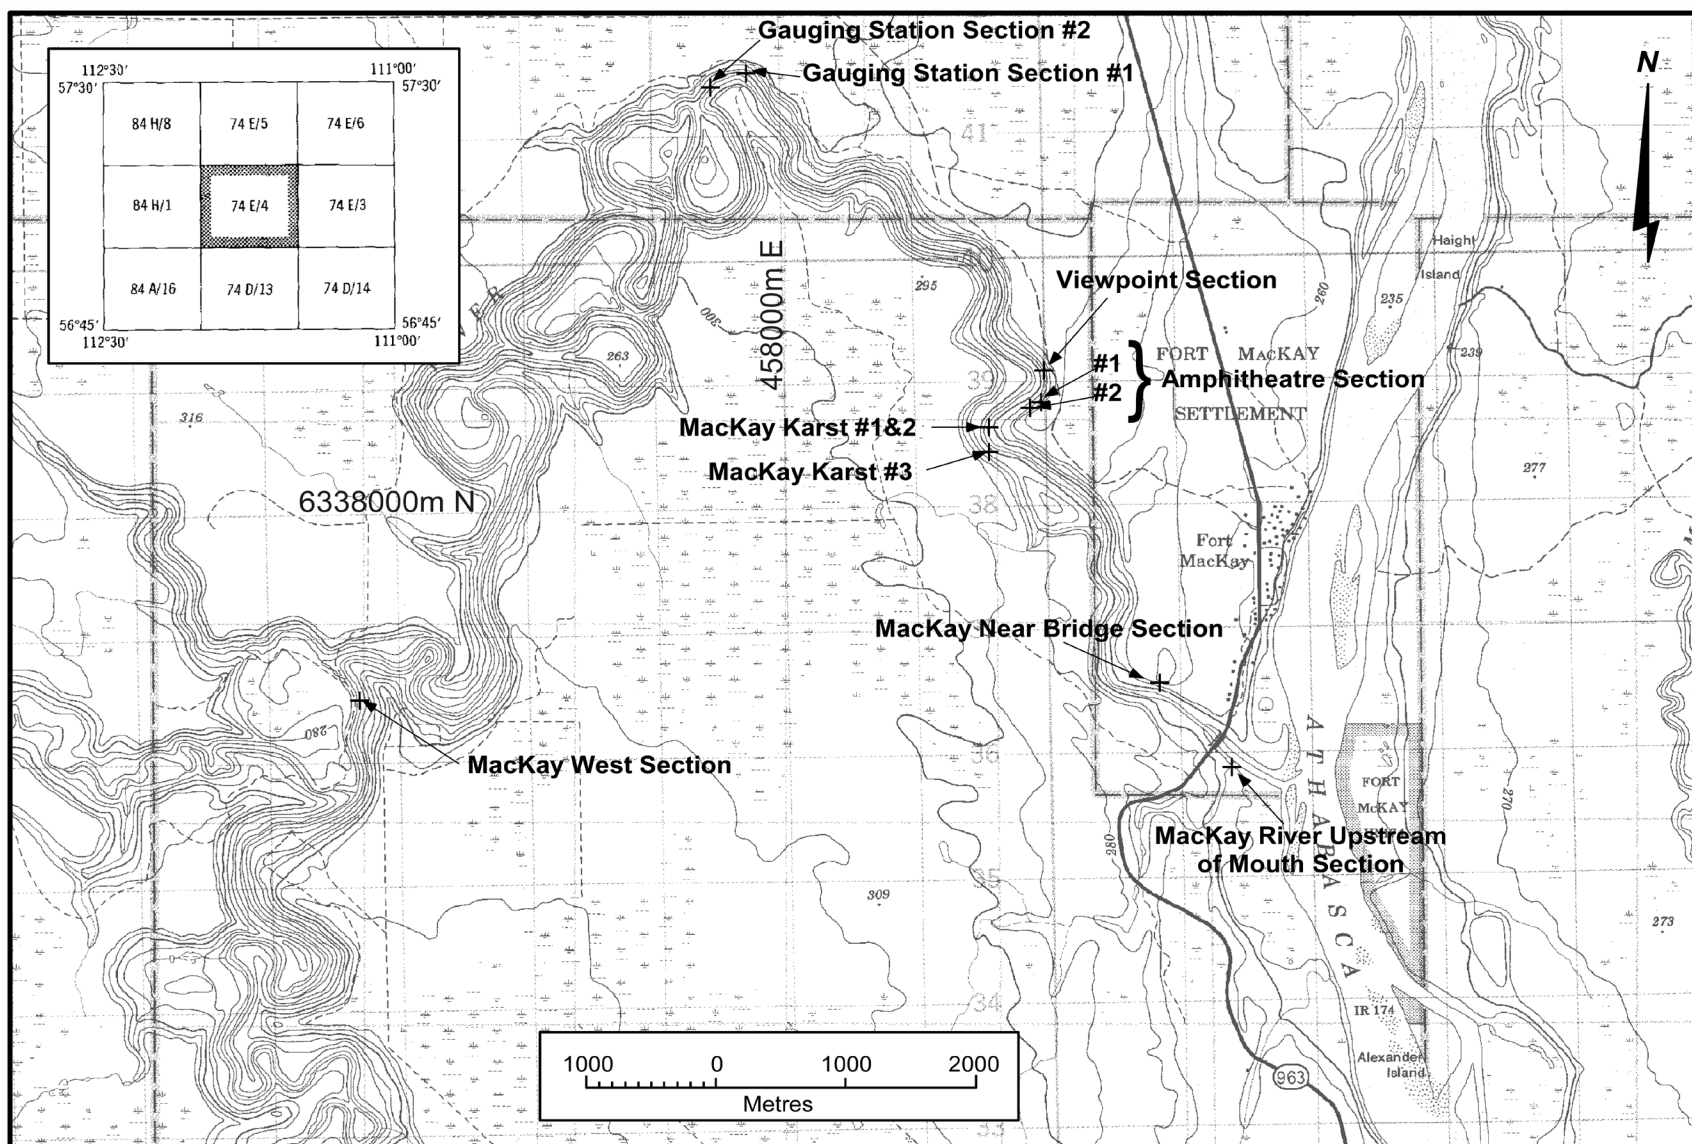 Gauging Station Section #2
Gauging Station Section #1
N
112°30′ 111°00′
57°30′ 57°30′
84 H/8 74 E/5 74 E/6
84 H/1 74 E/4 74 E/3
84 A/16 74 D/13 74 D/14
56°45′ 56°45′
112°30′ 111°00′
41
40
Haight
Island
295
300
260
235
239
263
316
458000m E
Viewpoint Section
#1
#2
}
Amphitheatre Section
FORT MACKAY
SETTLEMENT
39
MacKay Karst #1&2
MacKay Karst #3
277
6338000m N
38
Fort
MacKay
MacKay Near Bridge Section
280
MacKay West Section
36
ATHABASCA
FORT
McKAY
270
MacKay River Upstream
of Mouth Section
280
35
309
273
34
IR 174
Alexander
Island
963
33
1000 0 1000 2000
Metres